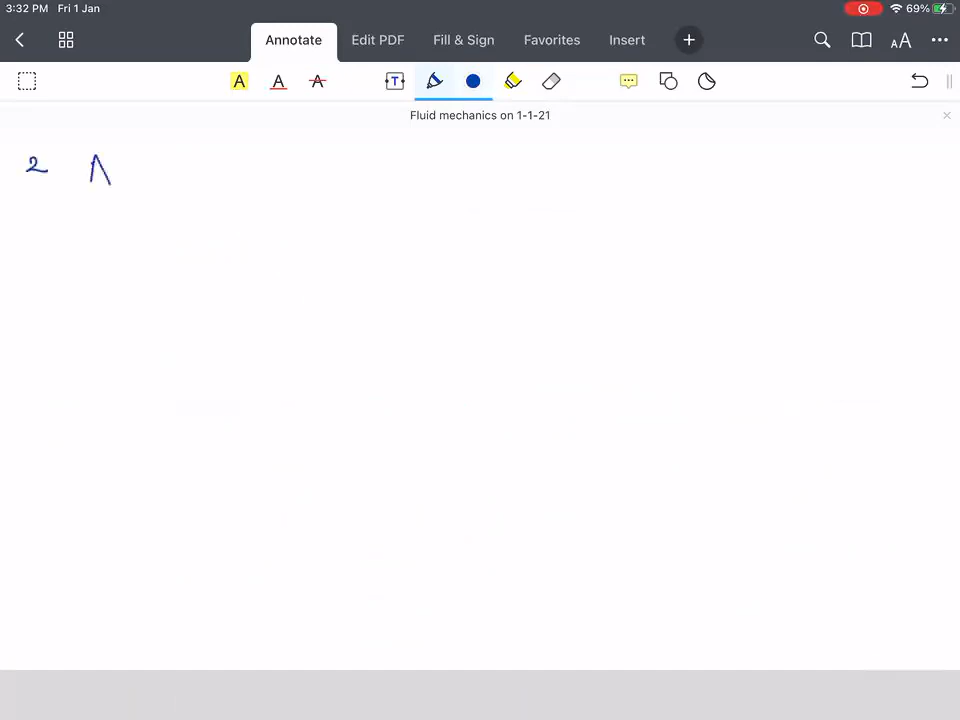 3:32 PM Fri 1 Jan 69%
Annotate Edit PDF Fill & Sign Favorites Insert
A A A T
Fluid mechanics on 1-1-21
2